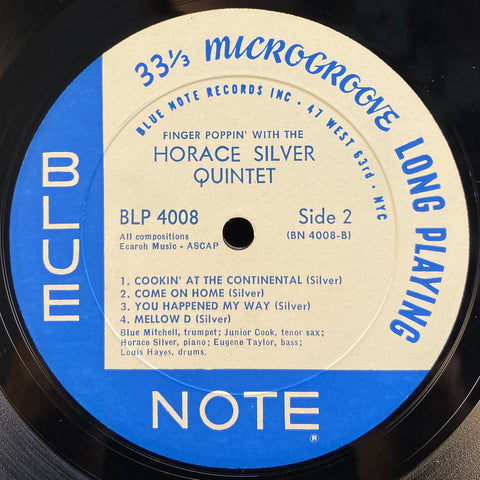 33⅓ MICROGROOVE LONG PLAYING
BLUE NOTE RECORDS INC • 47 WEST 63rd • NYC
FINGER POPPIN' WITH THE
HORACE SILVER
QUINTET
BLP 4008 Side 2
All compositions (BN 4008-B)
Ecaroh Music - ASCAP
1. COOKIN' AT THE CONTINENTAL (Silver)
2. COME ON HOME (Silver)
3. YOU HAPPENED MY WAY (Silver)
4. MELLOW D (Silver)
Blue Mitchell, trumpet; Junior Cook, tenor sax;
Horace Silver, piano; Eugene Taylor, bass;
Louis Hayes, drums.
BLUE
NOTE
®